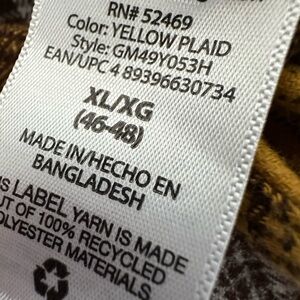 RN# 52469
Color: YELLOW PLAID
Style: GM49Y053H
EAN/UPC 4 89396630734
XL/XG
(46-48)
MADE IN/HECHO EN
BANGLADESH
LABEL YARN IS MADE
OF 100% RECYCLED
POLYESTER MATERIALS